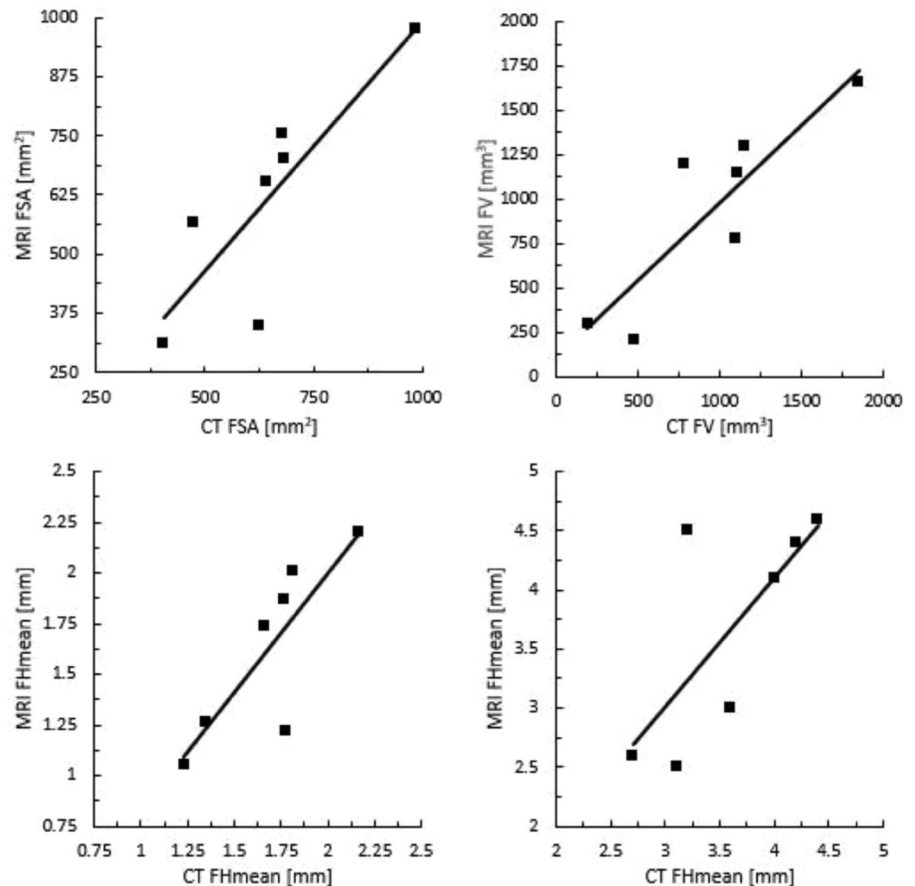 1000
875
750
625
500
375
250
MRI FSA [mm²]
250 500 750 1000
CT FSA [mm²]
2000
1750
1500
1250
1000
750
500
250
0
MRI FV [mm³]
0 500 1000 1500 2000
CT FV [mm³]
2.5
2.25
2
1.75
1.5
1.25
1
0.75
MRI FHmean [mm]
0.75 1 1.25 1.5 1.75 2 2.25 2.5
CT FHmean [mm]
5
4.5
4
3.5
3
2.5
2
MRI FHmean [mm]
2 2.5 3 3.5 4 4.5 5
CT FHmean [mm]